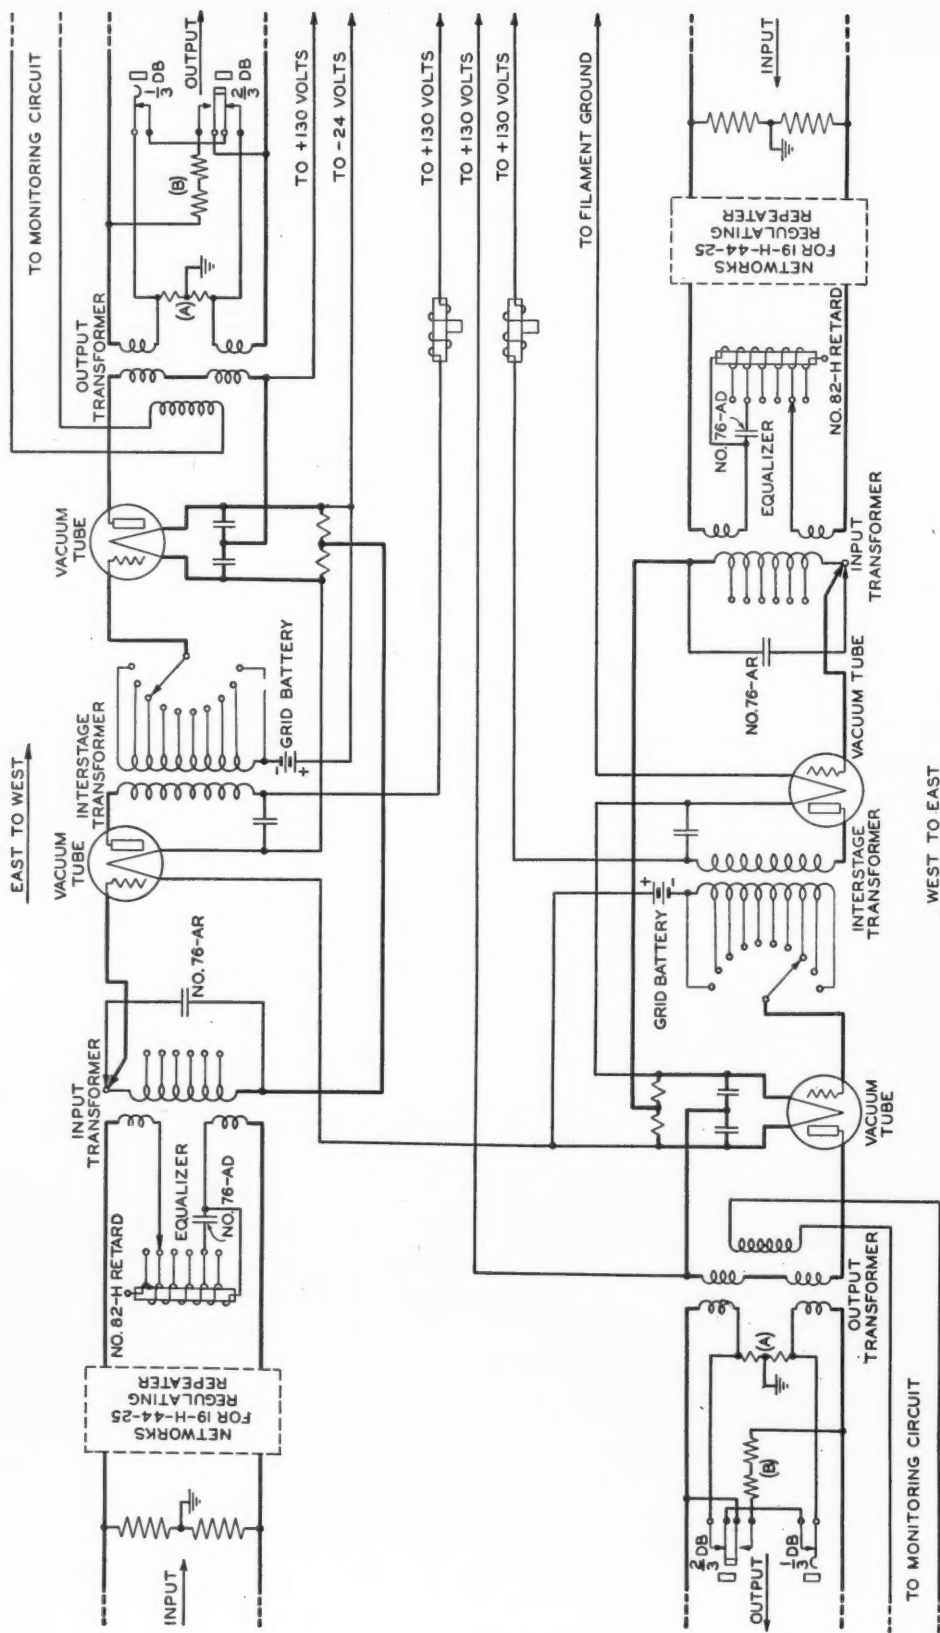 EAST TO WEST
INPUT
NETWORKS
FOR 19-H-44-25
REGULATING
REPEATER
NO. 82-H RETARD
EQUALIZER
NO. 76-AD
INPUT
TRANSFORMER
NO. 76-AR
VACUUM
TUBE
INTERSTAGE
TRANSFORMER
- GRID BATTERY
+
VACUUM
TUBE
OUTPUT
TRANSFORMER
TO MONITORING CIRCUIT
(A)
(B)
1/3 DB
OUTPUT
2/3 DB
TO +130 VOLTS
TO -24 VOLTS
TO +130 VOLTS
TO +130 VOLTS
TO +130 VOLTS
TO FILAMENT GROUND
2/3 DB
OUTPUT
1/3 DB
(B)
(A)
TO MONITORING CIRCUIT
OUTPUT
TRANSFORMER
VACUUM
TUBE
GRID BATTERY
+ -
INTERSTAGE
TRANSFORMER
VACUUM TUBE
NO. 76-AR
INPUT
TRANSFORMER
NO. 76-AD
EQUALIZER
NO. 82-H RETARD
NETWORKS
FOR 19-H-44-25
REGULATING
REPEATER
INPUT
WEST TO EAST